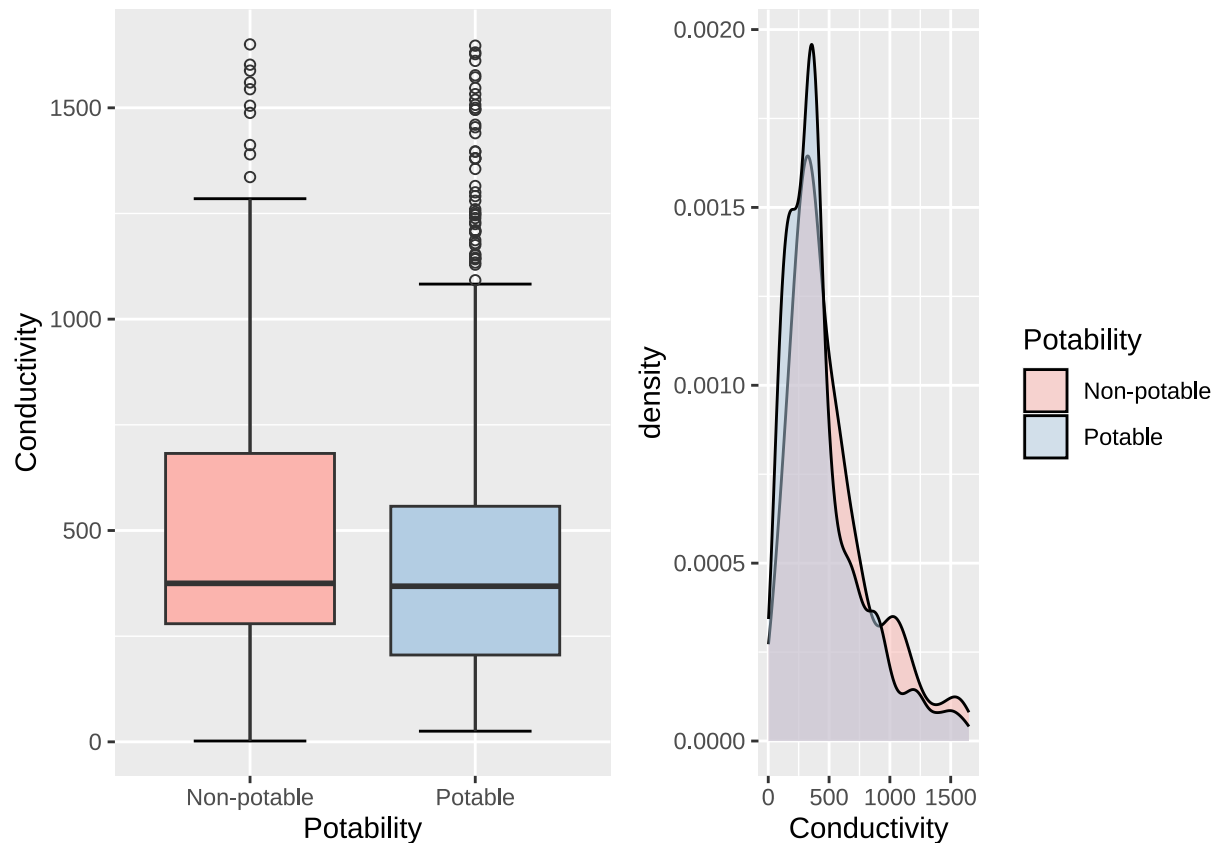 1500
1000
500
0
Conductivity
Non-potable
Potable
Potability
0.0020
0.0015
0.0010
0.0005
0.0000
density
0
500
1000
1500
Conductivity
Potability
Non-potable
Potable